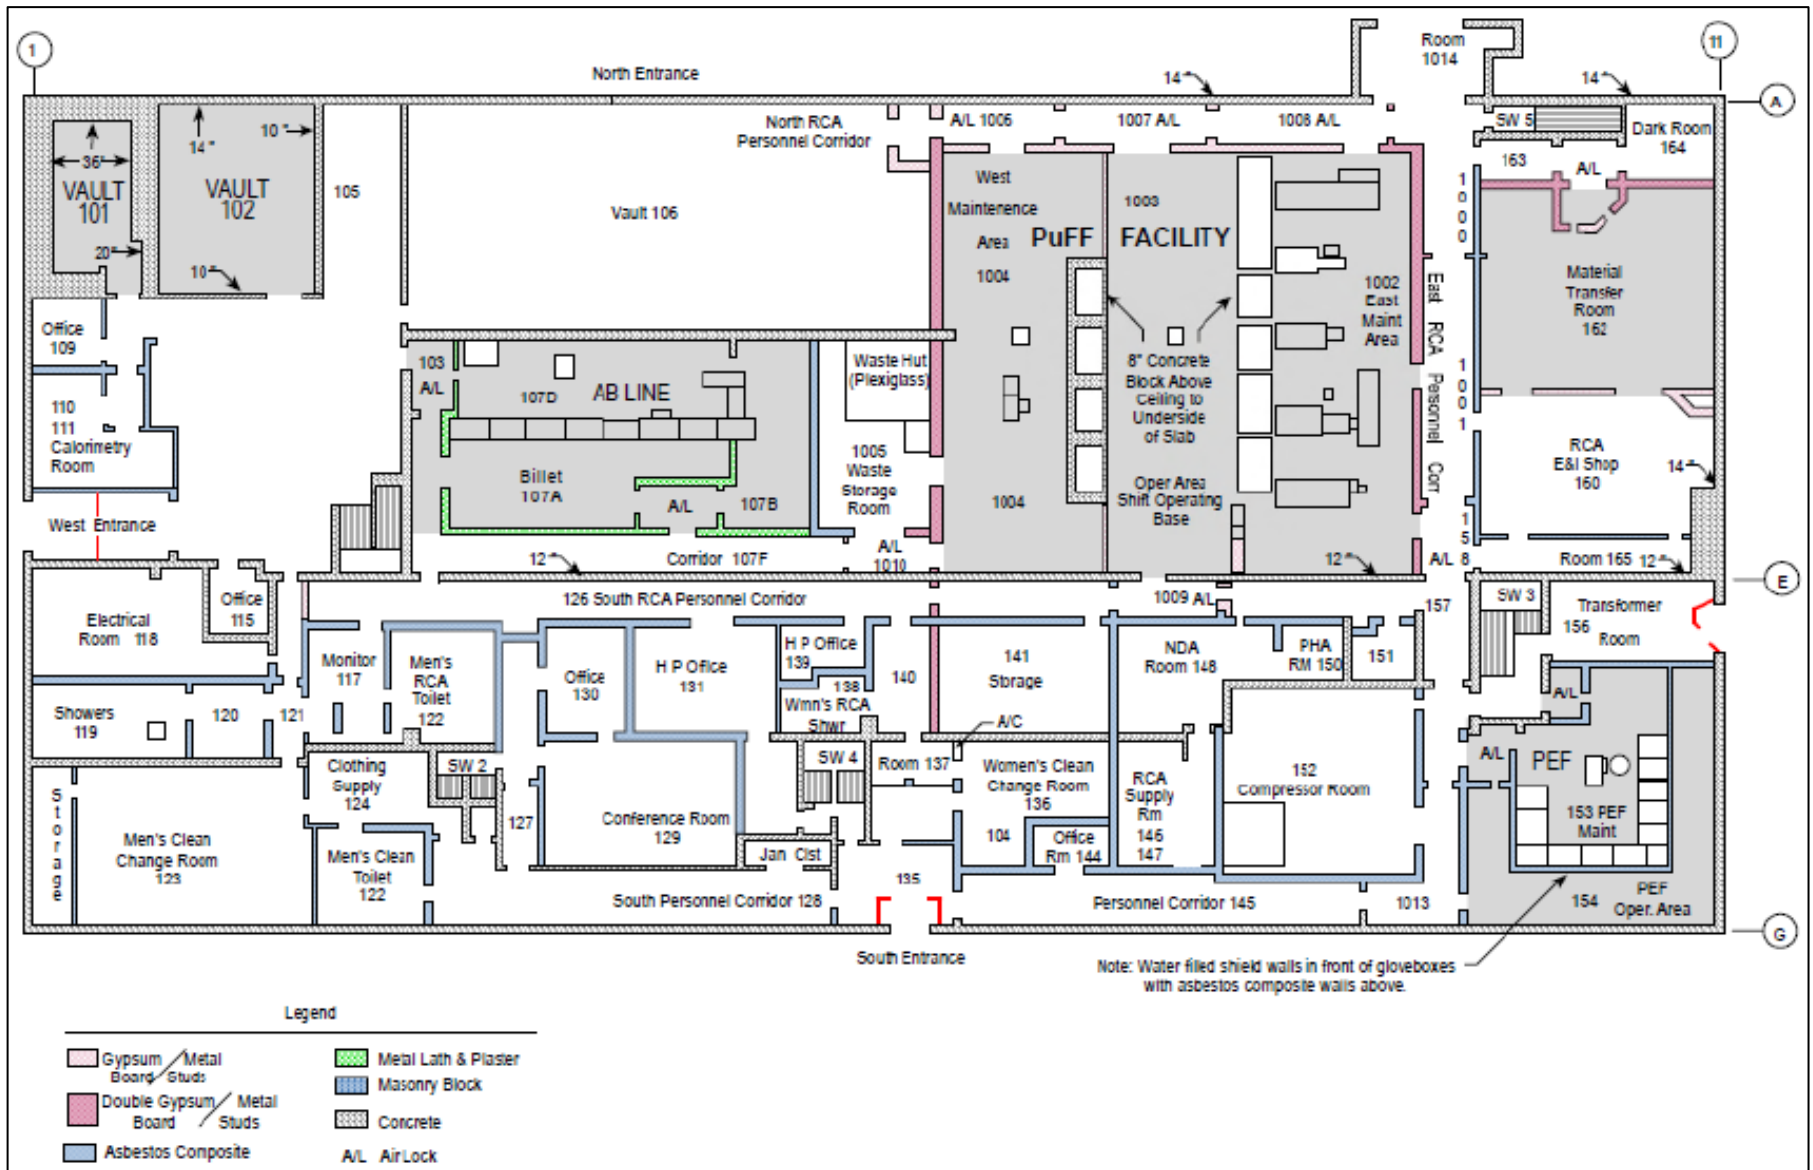 1
North Entrance
14"
Room
1014
14"
11
A
North RCA
Personnel Corridor
A/L 1006
1007 A/L
1008 A/L
SW 5
Dark Room
164
163
A/L
36"
14"
10"
VAULT
101
VAULT
102
105
20"
10"
Vault 106
West
Maintenence
Area
1004
PuFF FACILITY
1003
1002
East
Maint
Area
1000
East RCA Personnel Corr
1001
Material
Transfer
Room
162
Office
109
110
111
Calorimetry
Room
103
A/L
107D
AB LINE
Waste Hut
(Plexiglass)
8" Concrete
Block Above
Ceiling to
Underside
of Slab
RCA
E&I Shop
160
14"
Billet
107A
A/L
107B
1005
Waste
Storage
Room
1004
Oper Area
Shift Operating
Base
West Entrance
12"
Corridor 107F
A/L
1010
12"
A/L
158
Room 165
12"
E
Electrical
Room 118
Office
115
126 South RCA Personnel Corridor
1009 A/L
157
SW 3
Transformer
156
Room
Monitor
117
Men's
RCA
Toilet
122
Office
130
H P Office
131
H P Office
139
138
Wmn's RCA
Shwr
140
141
Storage
NDA
Room 148
PHA
RM 150
151
A/L
Showers
119
120
121
A/C
A/L
PEF
SW 2
SW 4
Room 137
Clothing
Supply
124
Women's Clean
Change Room
136
RCA
Supply
Rm
146
147
152
Compressor Room
153 PEF
Maint
Storage
Men's Clean
Change Room
123
127
Conference Room
129
104
Office
Rm 144
Men's Clean
Toilet
122
Jan Clst
135
South Personnel Corridor 128
Personnel Corridor 145
1013
154
PEF
Oper. Area
G
South Entrance
Note: Water filled shield walls in front of gloveboxes
with asbestos composite walls above.
Legend
Gypsum / Metal
Board / Studs
Double Gypsum / Metal
Board / Studs
Asbestos Composite
Metal Lath & Plaster
Masonry Block
Concrete
A/L Air Lock